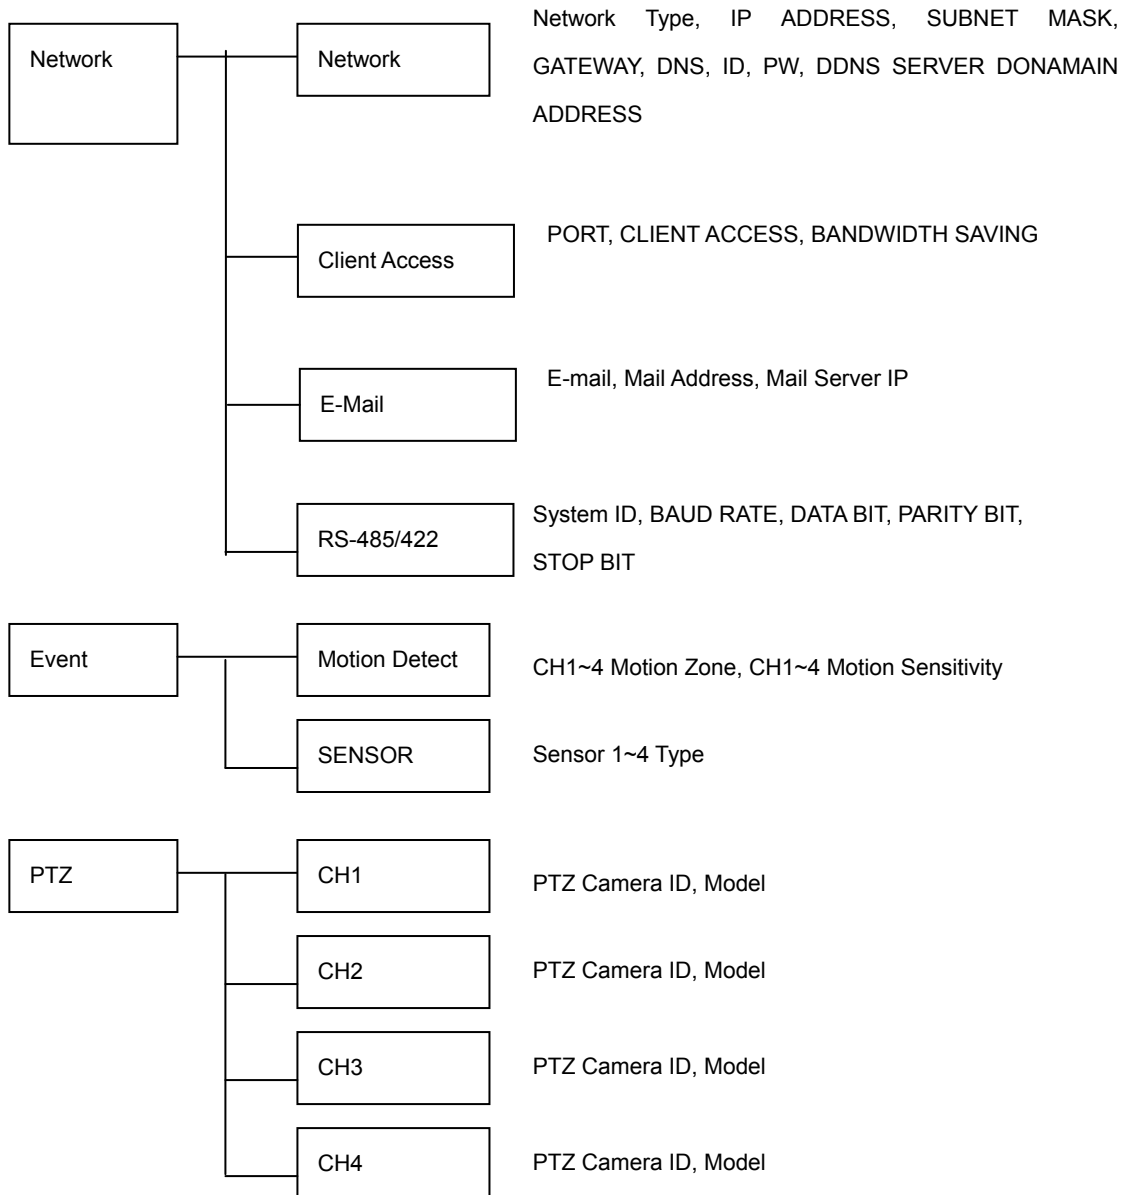 Network
Network
Network Type, IP ADDRESS, SUBNET MASK,
GATEWAY, DNS, ID, PW, DDNS SERVER DONAMAIN
ADDRESS
Client Access
PORT, CLIENT ACCESS, BANDWIDTH SAVING
E-Mail
E-mail, Mail Address, Mail Server IP
RS-485/422
System ID, BAUD RATE, DATA BIT, PARITY BIT,
STOP BIT
Event
Motion Detect
CH1~4 Motion Zone, CH1~4 Motion Sensitivity
SENSOR
Sensor 1~4 Type
PTZ
CH1
PTZ Camera ID, Model
CH2
PTZ Camera ID, Model
CH3
PTZ Camera ID, Model
CH4
PTZ Camera ID, Model